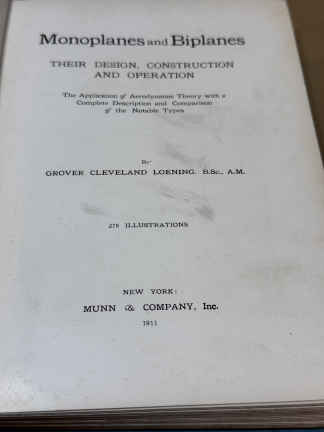 Monoplanes and Biplanes
THEIR DESIGN, CONSTRUCTION
AND OPERATION
The Application of Aerodynamic Theory with a
Complete Description and Comparison
of the Notable Types
By
GROVER CLEVELAND LOENING, B.Sc., A.M.
278 ILLUSTRATIONS
NEW YORK:
MUNN & COMPANY, Inc.
1911